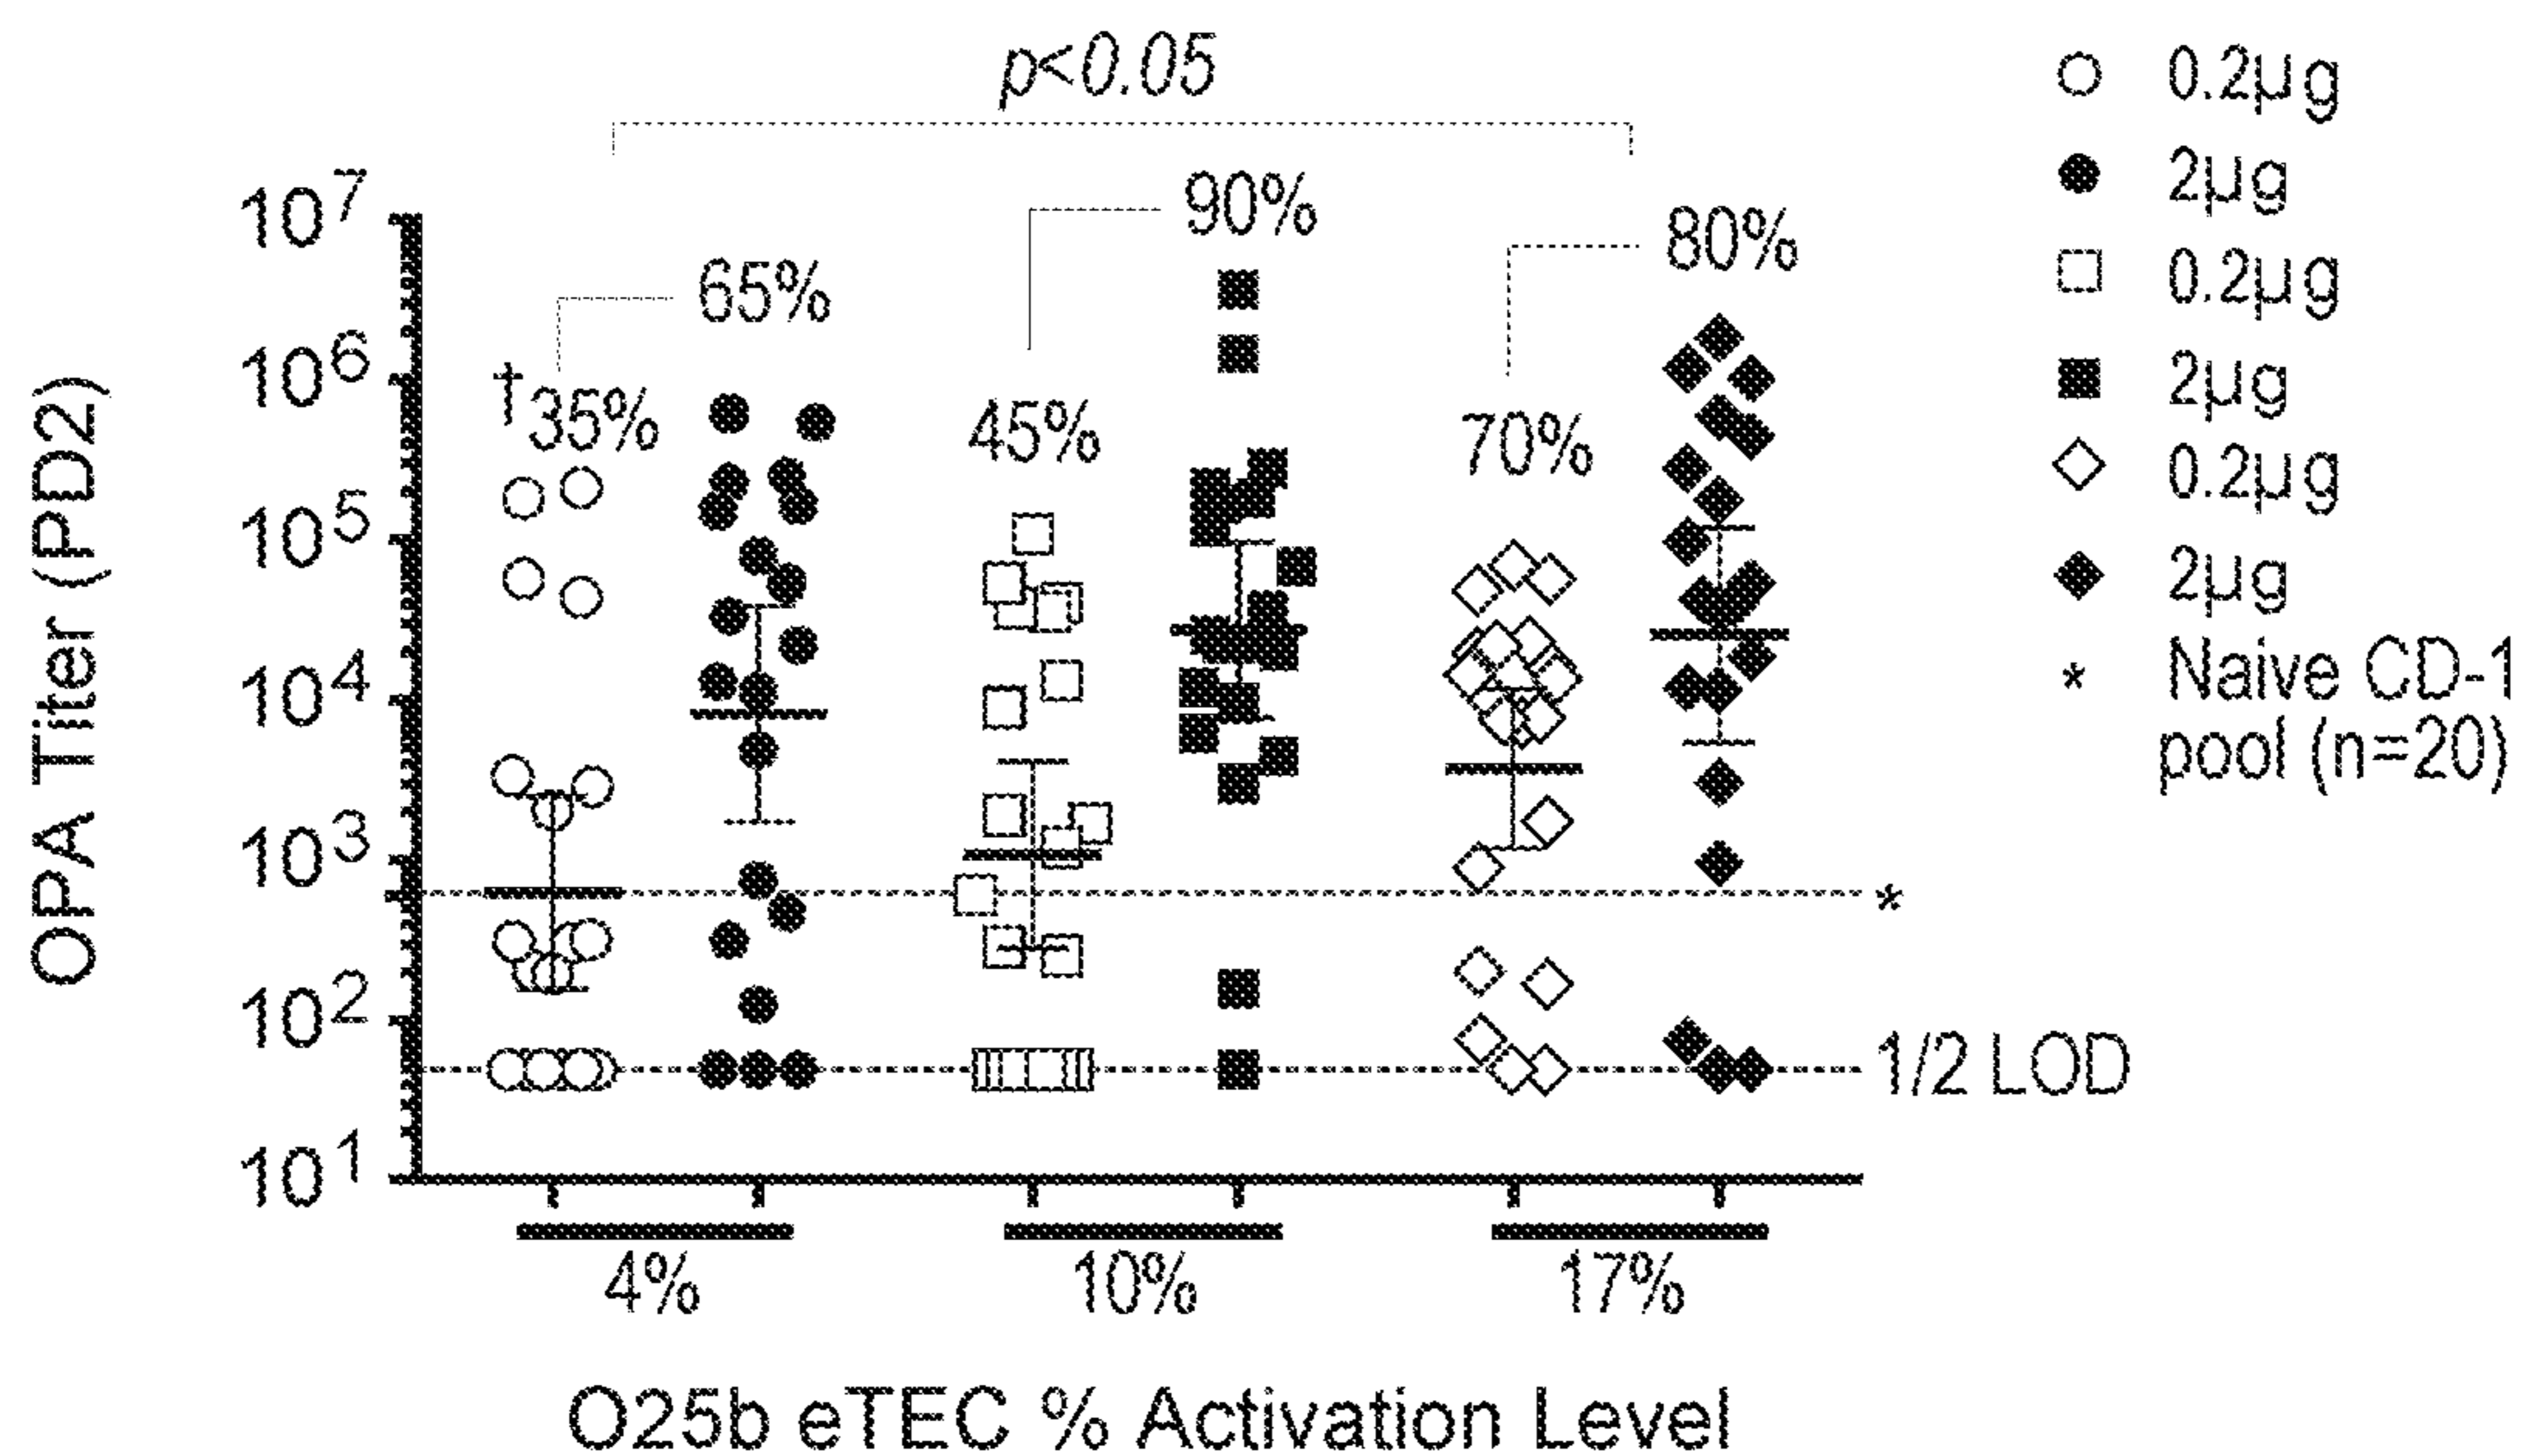 p<0.05
90%
80%
65%
†35%
45%
70%
OPA Titer (PD2)
10⁷
10⁶
10⁵
10⁴
10³
10²
10¹
*
1/2 LOD
4%
10%
17%
O25b eTEC % Activation Level
0.2µg
2µg
0.2µg
2µg
0.2µg
2µg
* Naive CD-1
pool (n=20)